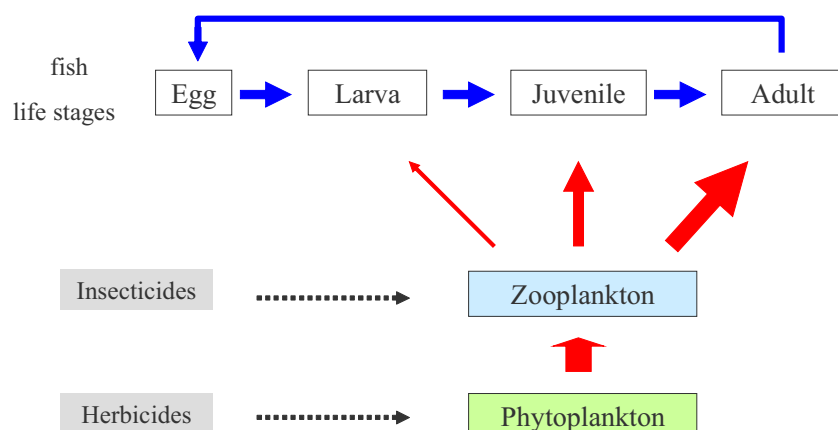 fish
life stages
Egg
Larva
Juvenile
Adult
Insecticides
Zooplankton
Herbicides
Phytoplankton